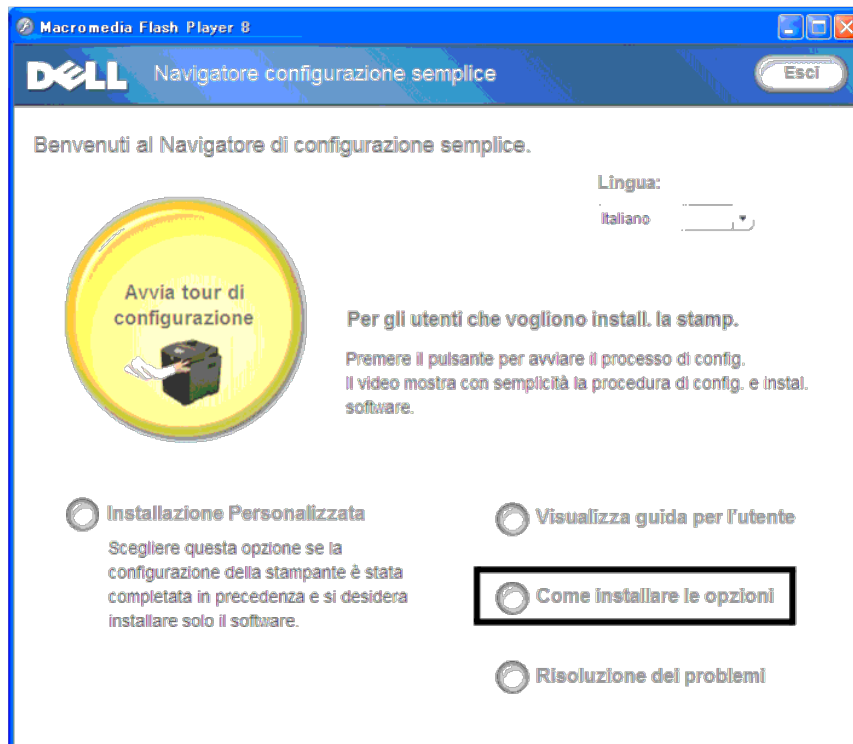 Macromedia Flash Player 8
DELL Navigatore configurazione semplice Esci
Benvenuti al Navigatore di configurazione semplice.
Lingua:
Italiano
Avvia tour di
configurazione
Per gli utenti che vogliono install. la stamp.
Premere il pulsante per avviare il processo di config.
Il video mostra con semplicità la procedura di config. e instal.
software.
Installazione Personalizzata
Scegliere questa opzione se la
configurazione della stampante è stata
completata in precedenza e si desidera
installare solo il software.
Visualizza guida per l'utente
Come installare le opzioni
Risoluzione dei problemi